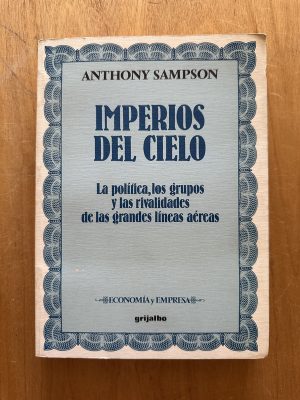 ANTHONY SAMPSON
IMPERIOS
DEL CIELO
La política, los grupos
y las rivalidades
de las grandes líneas aéreas
ECONOMÍA y EMPRESA
grijalbo